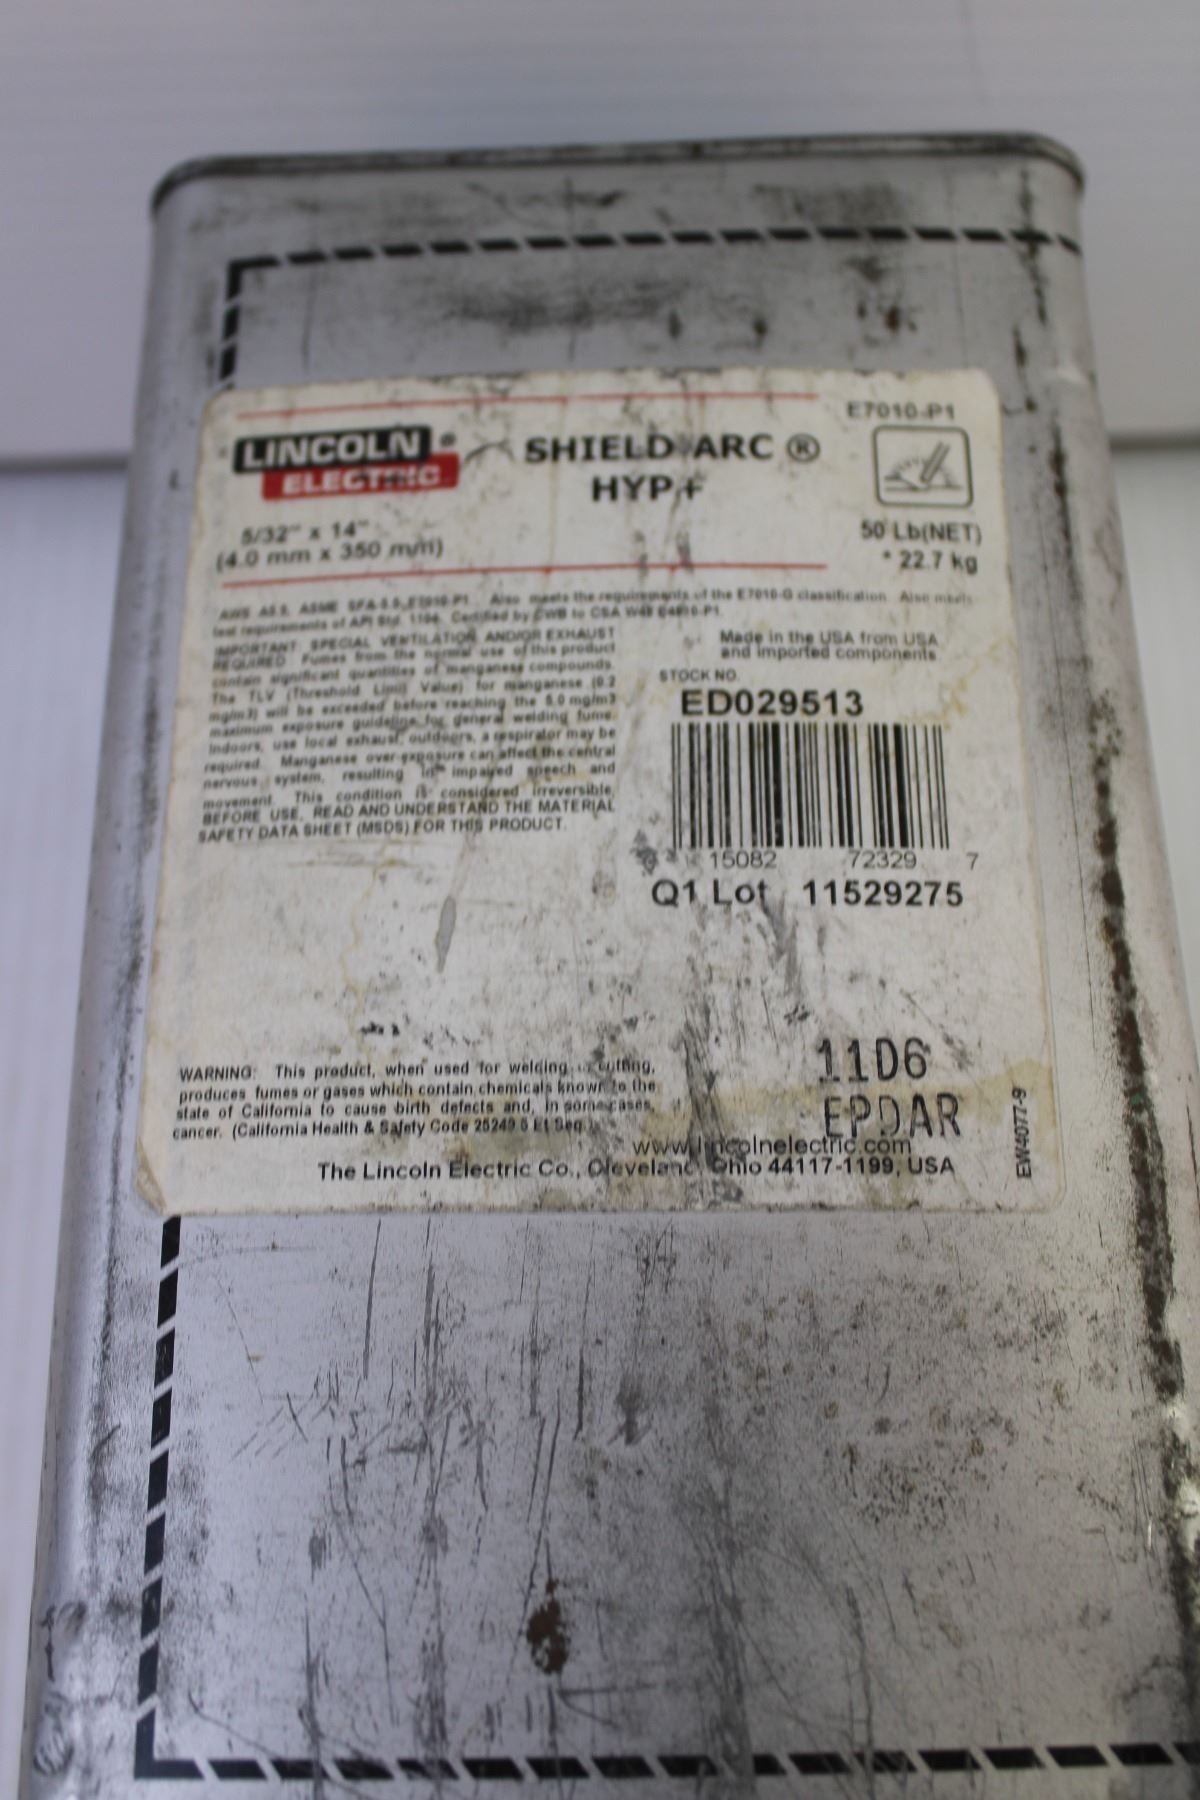 E7010-P1
LINCOLN ®
ELECTRIC
SHIELD ARC ®
HYP+
5/32" x 14"
(4.0 mm x 350 mm)
50 Lb(NET)
* 22.7 kg
AWS A5.5, ASME SFA-5.5, E7010-P1. Also meets the requirements of the E7010-G classification. Also meets
test requirements of API Std. 1104. Certified by CWB to CSA W48
IMPORTANT SPECIAL VENTILATION AND/OR EXHAUST
REQUIRED Fumes from the normal use of this product
contain significant quantities of manganese compounds.
The TLV (Threshold Limit Value) for manganese (0.2
mg/m3) will be exceeded before reaching the 5.0 mg/m3
maximum exposure guideline for general welding fume.
Indoors, use local exhaust, outdoors, a respirator may be
required. Manganese over-exposure can affect the central
nervous system, resulting in impaired speech and
movement. This condition is considered irreversible.
BEFORE USE, READ AND UNDERSTAND THE MATERIAL
SAFETY DATA SHEET (MSDS) FOR THIS PRODUCT.
Made in the USA from USA
and imported components.
STOCK NO.
ED029513
15082 72329 7
Q1 Lot 11529275
WARNING: This product, when used for welding or cutting,
produces fumes or gases which contain chemicals known to the
state of California to cause birth defects and, in some cases,
cancer. (California Health & Safety Code 25249.5 Et Seq.)
11D6
EPDAR
www.lincolnelectric.com
The Lincoln Electric Co., Cleveland, Ohio 44117-1199, USA
EW4077-9